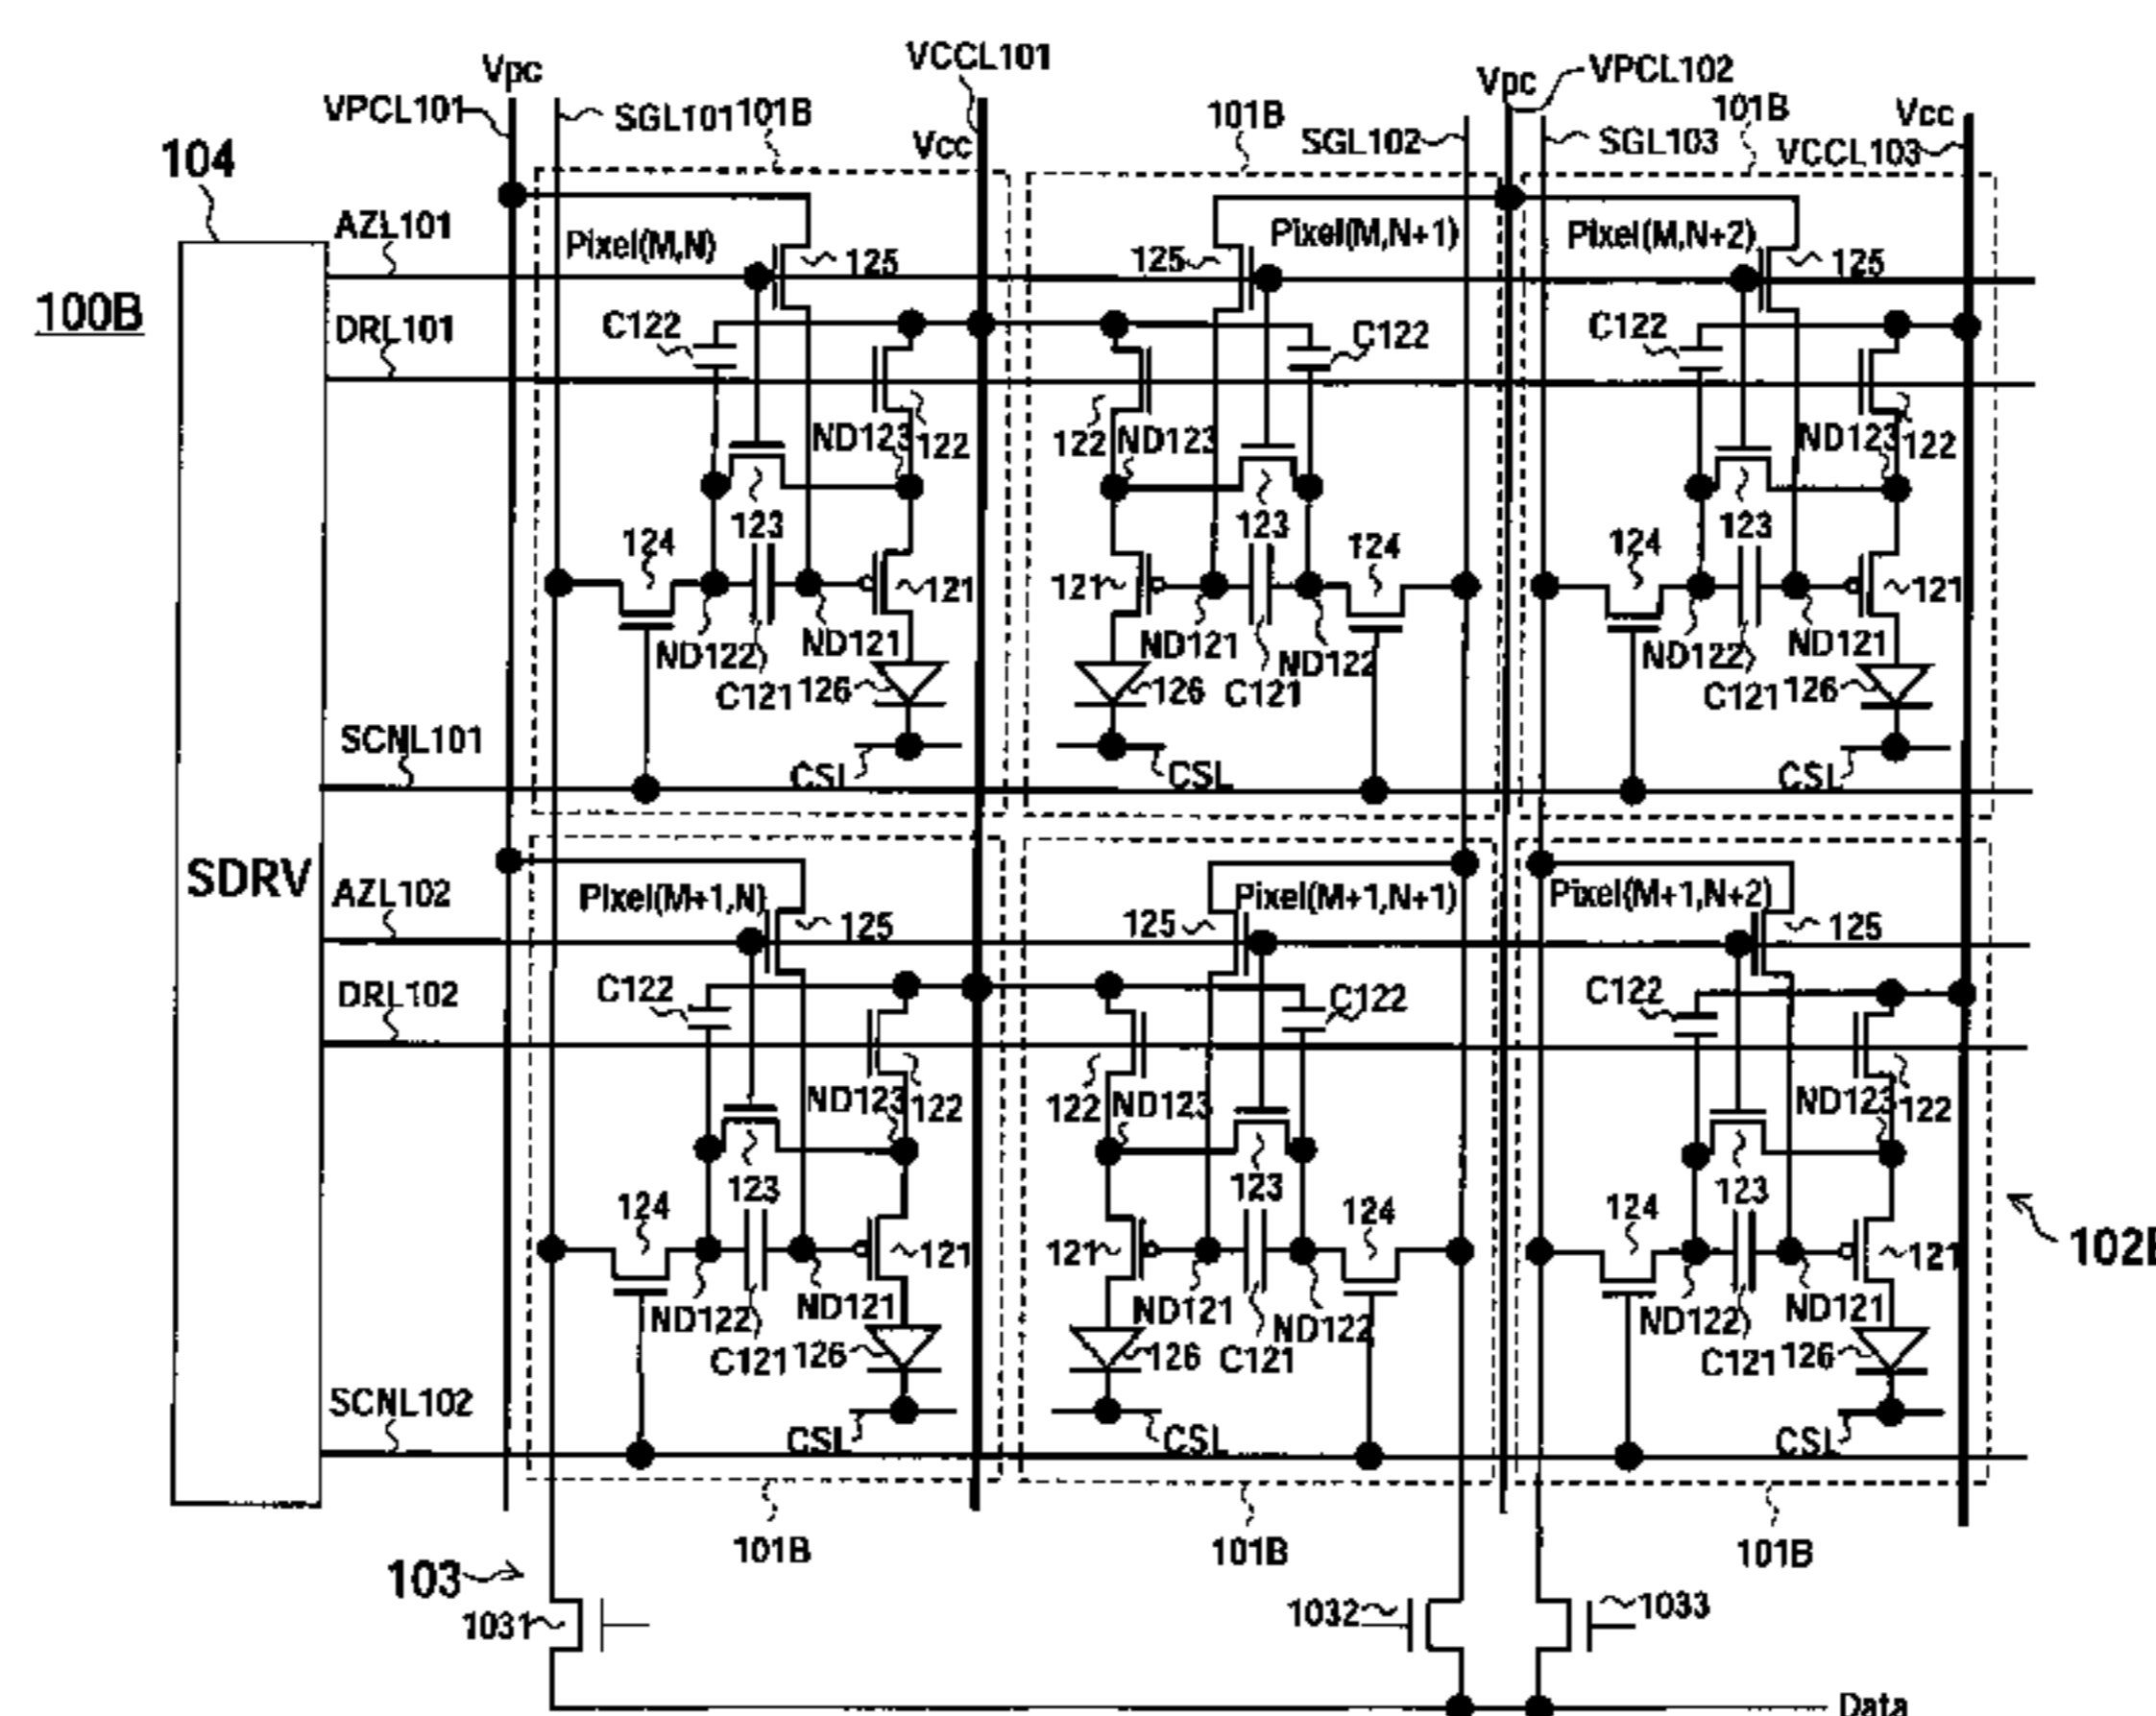 Vpc
VCCL101
Vpc
VPCL102
VPCL101
SGL101
101B
Vcc
101B
SGL102
SGL103
101B
Vcc
VCCL103
104
AZL101
Pixel(M,N)
125
125
Pixel(M,N+1)
Pixel(M,N+2)
125
100B
DRL101
C122
C122
C122
ND123
122
122
ND123
ND123
122
124
123
123
124
124
123
121
121
121
ND122
ND121
ND121
ND122
ND122
ND121
C121
126
126
C121
C121
126
SCNL101
CSL
CSL
CSL
SDRV
AZL102
Pixel(M+1,N)
125
125
Pixel(M+1,N+1)
Pixel(M+1,N+2)
125
DRL102
C122
C122
C122
ND123
122
122
ND123
ND123
122
124
123
123
124
124
123
121
121
121
102B
ND122
ND121
ND121
ND122
ND122
ND121
C121
126
126
C121
C121
126
SCNL102
CSL
CSL
CSL
101B
101B
101B
103
1031
1032
1033
Data